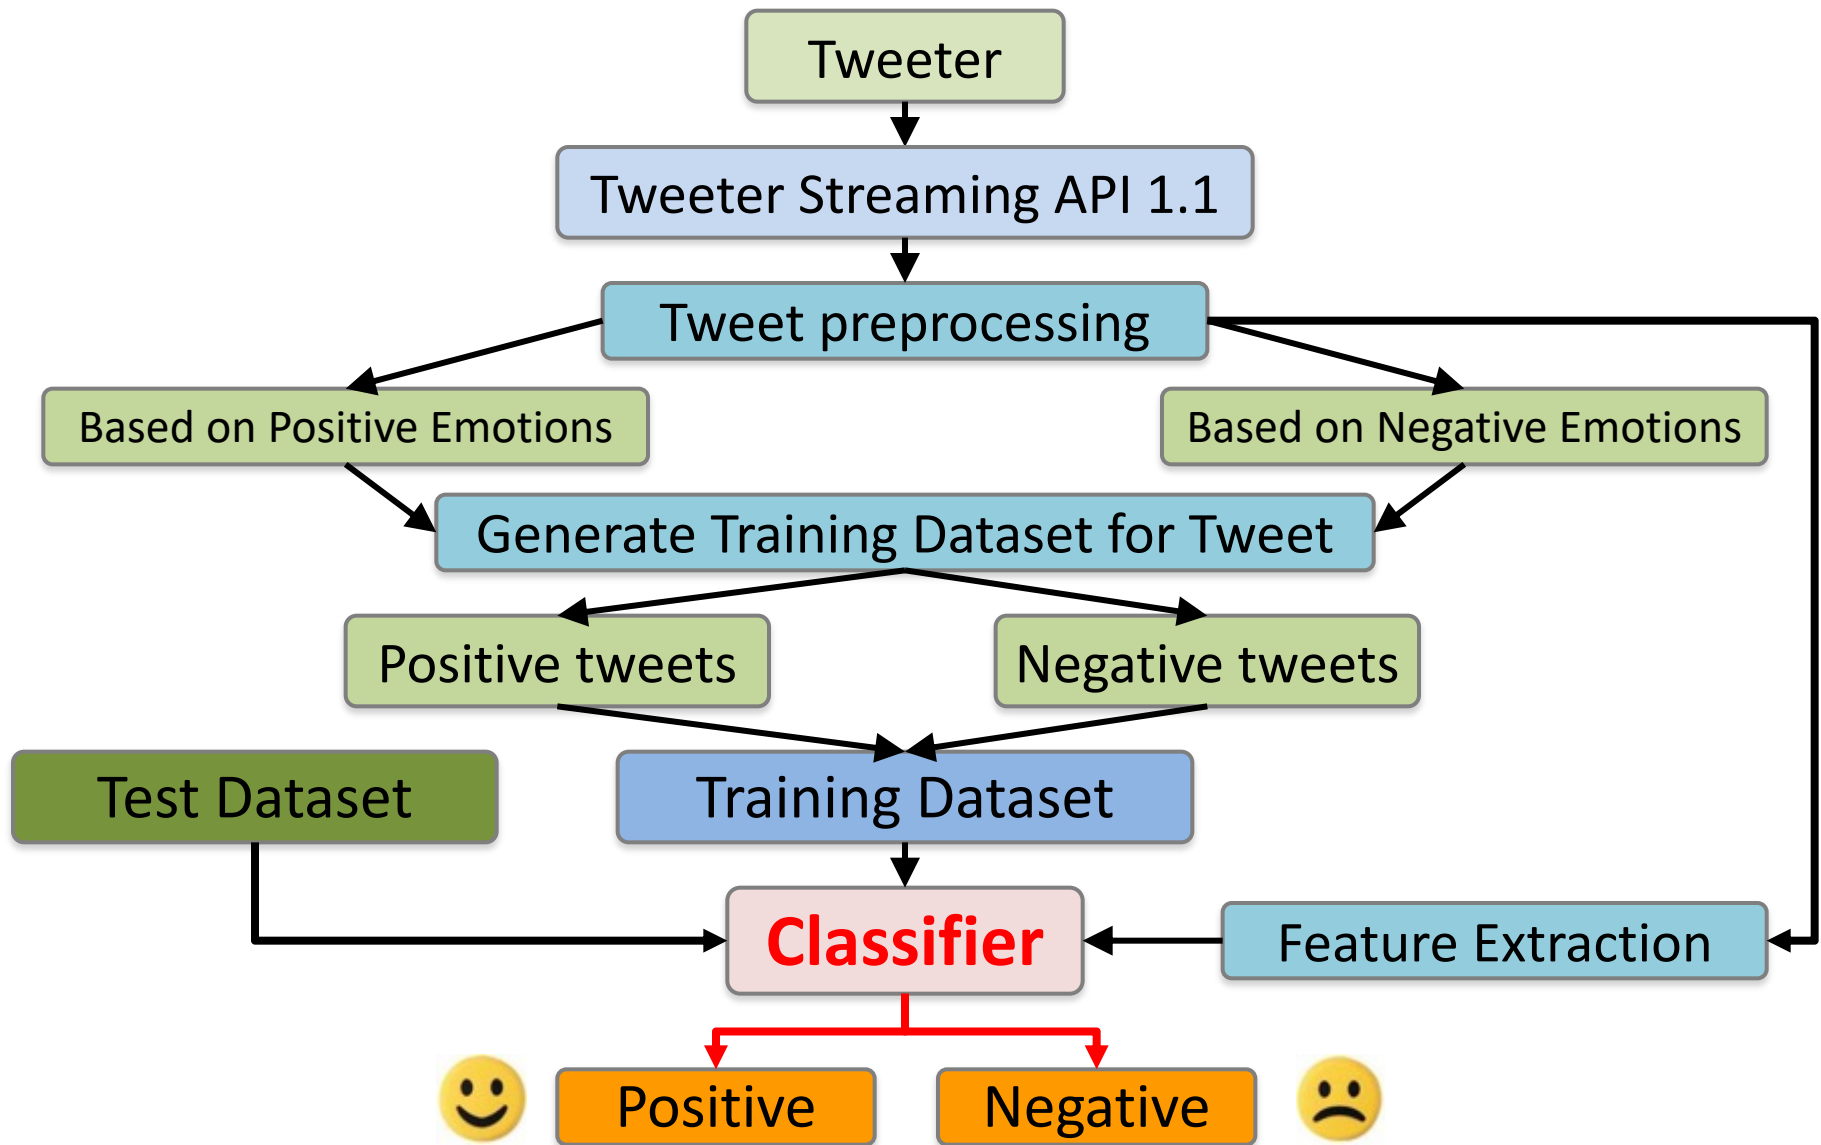 Tweeter
Tweeter Streaming API 1.1
Tweet preprocessing
Based on Positive Emotions
Based on Negative Emotions
Generate Training Dataset for Tweet
Positive tweets
Negative tweets
Test Dataset
Training Dataset
Classifier
Feature Extraction
Positive
Negative